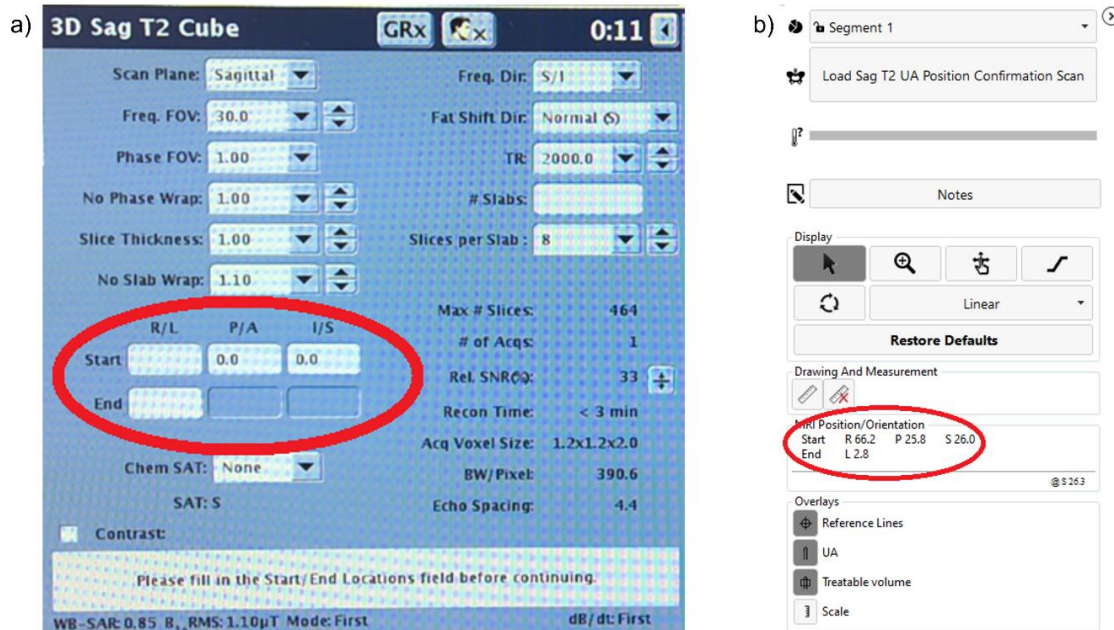 a)
3D Sag T2 Cube GRx x 0:11
Scan Plane: Sagittal Freq. Dir: S/I
Freq. FOV: 30.0 Fat Shift Dir: Normal (S)
Phase FOV: 1.00 TR: 2000.0
No Phase Wrap: 1.00 # Slabs:
Slice Thickness: 1.00 Slices per Slab : 8
No Slab Wrap: 1.10
Max # Slices: 464
R/L P/A I/S
# of Acqs: 1
Start 0.0 0.0
Rel. SNR(%): 33
End
Recon Time: < 3 min
Acq Voxel Size: 1.2x1.2x2.0
Chem SAT: None
BW/Pixel: 390.6
SAT: S
Echo Spacing: 4.4
Contrast:
Please fill in the Start/End Locations field before continuing.
WB-SAR: 0.85 B1+RMS: 1.10µT Mode: First dB/dt: First
b)
Segment 1
Load Sag T2 UA Position Confirmation Scan
?
Notes
Display
Linear
Restore Defaults
Drawing And Measurement
MRI Position/Orientation
Start R 66.2 P 25.8 S 26.0
End L 2.8
@ S 26.3
Overlays
Reference Lines
UA
Treatable volume
Scale